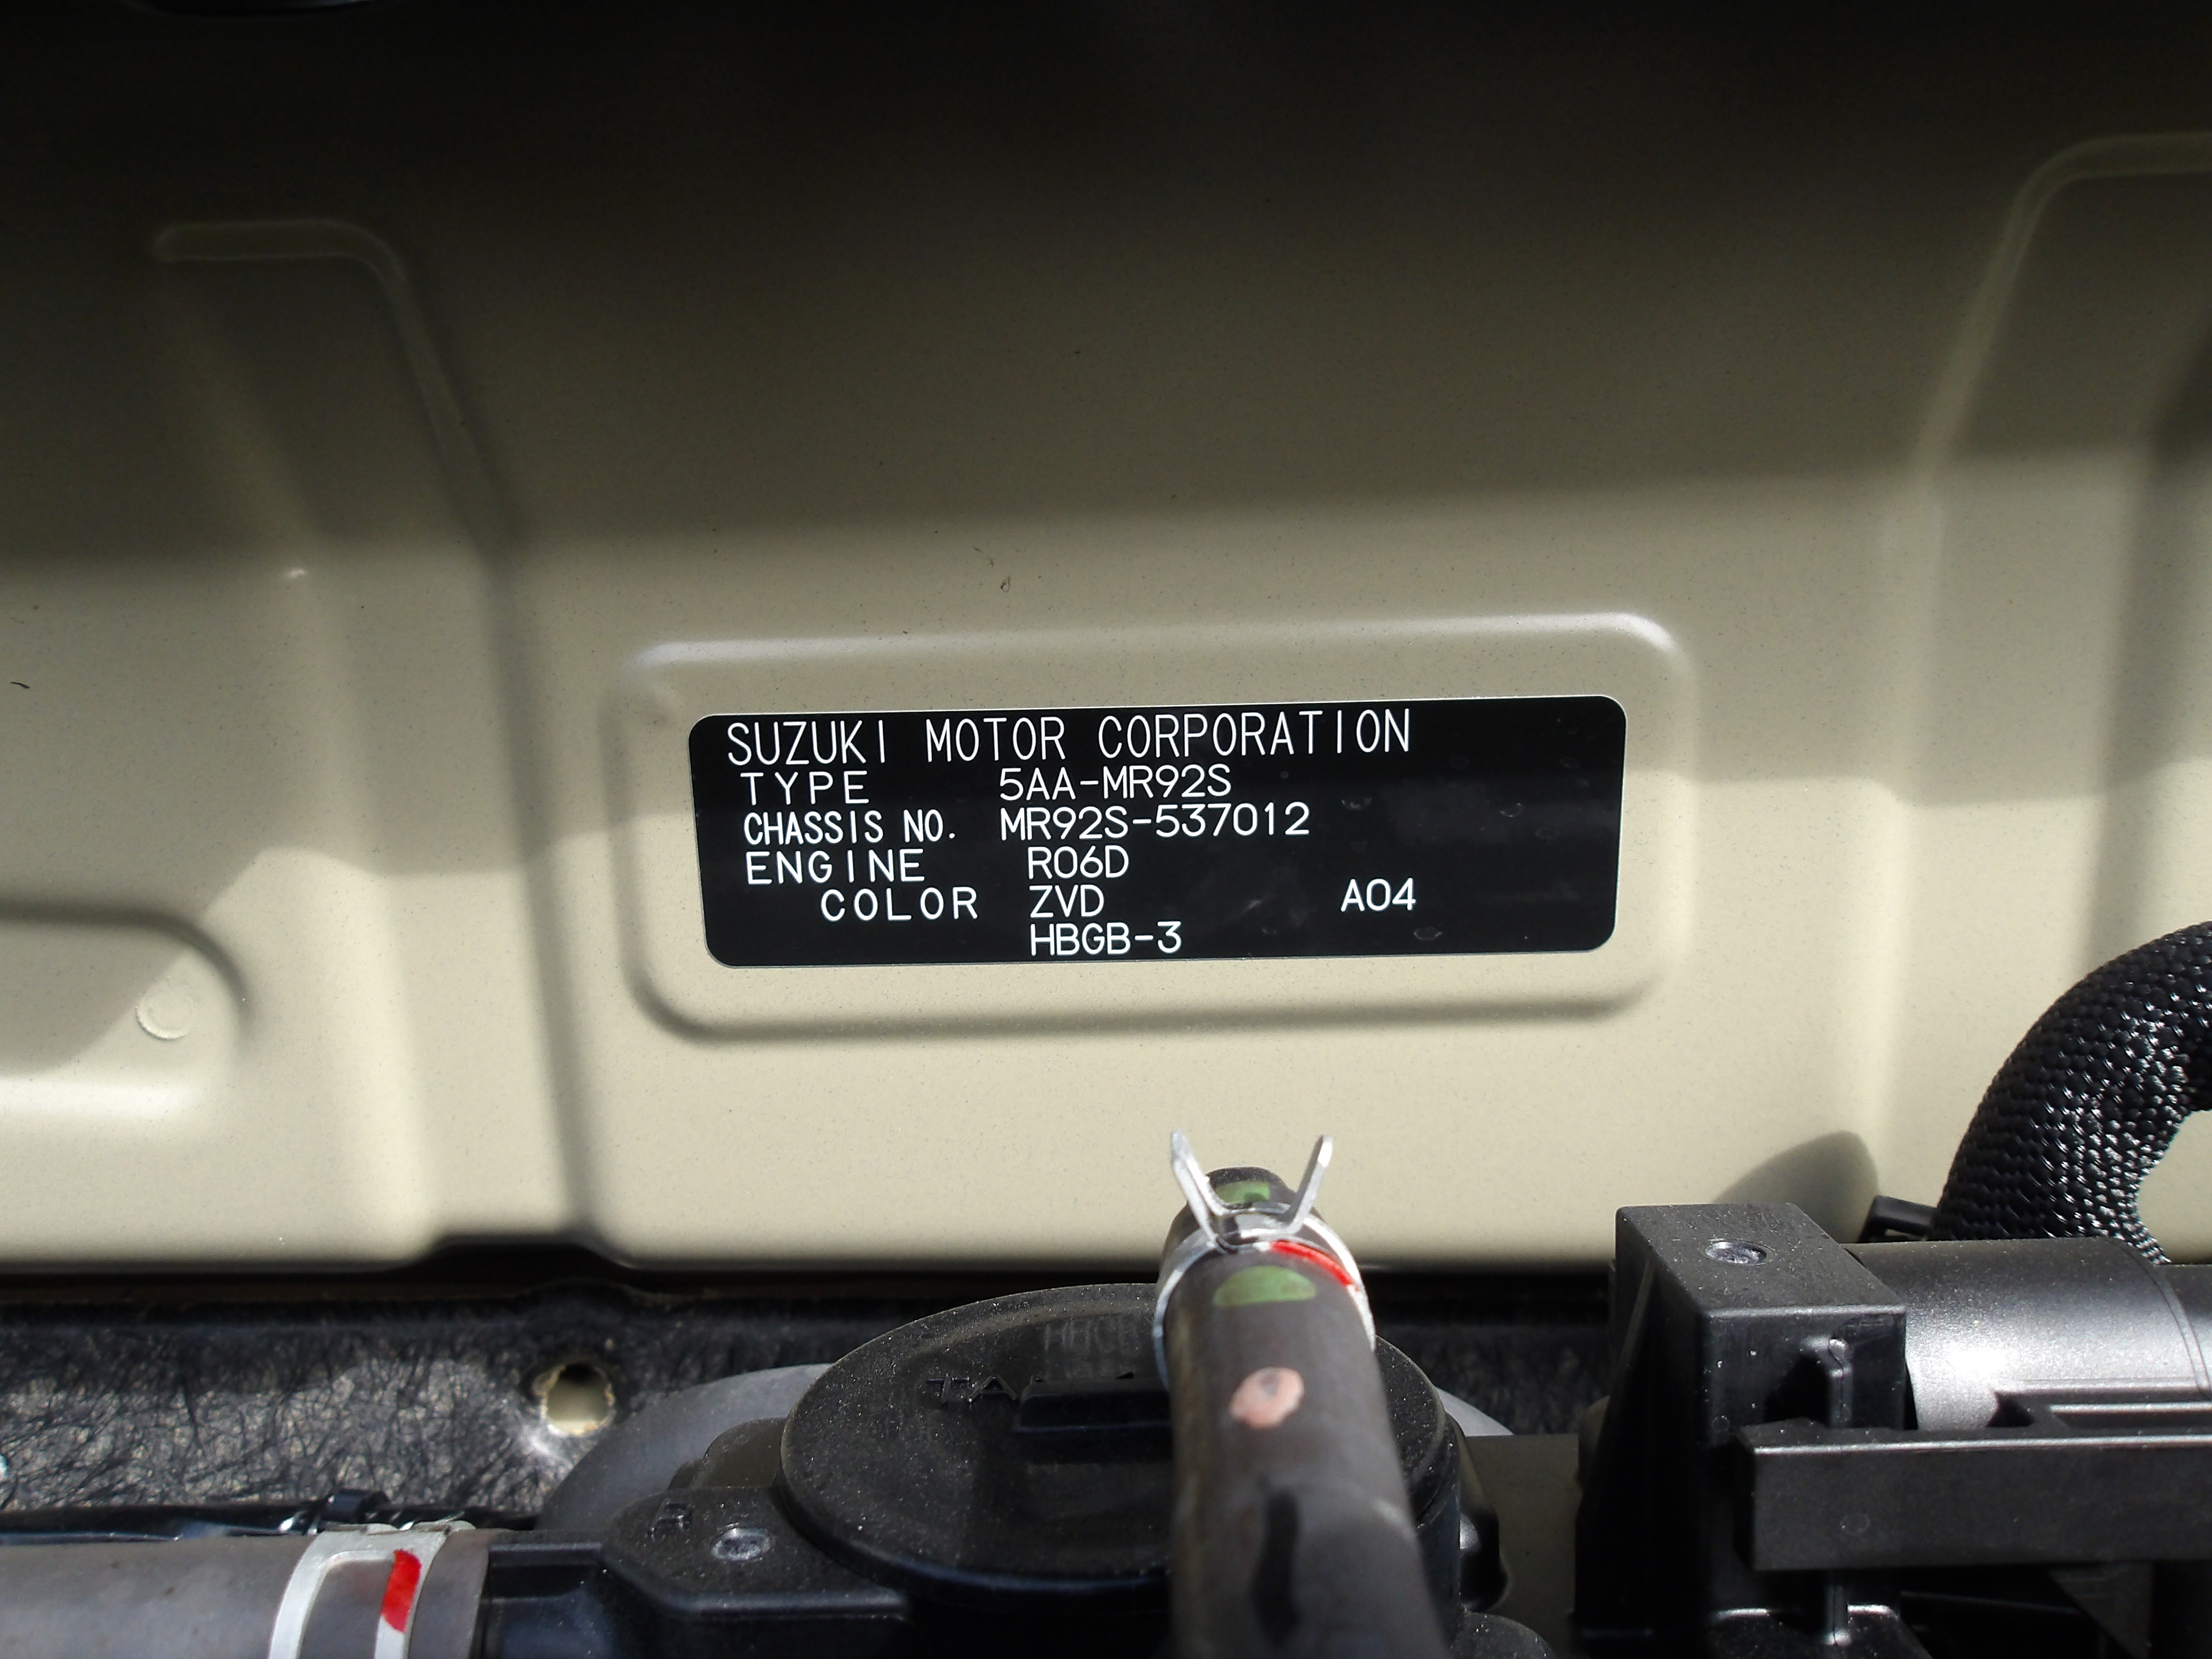 SUZUKI MOTOR CORPORATION
TYPE 5AA-MR92S
CHASSIS NO. MR92S-537012
ENGINE R06D
COLOR ZVD A04
HBGB-3